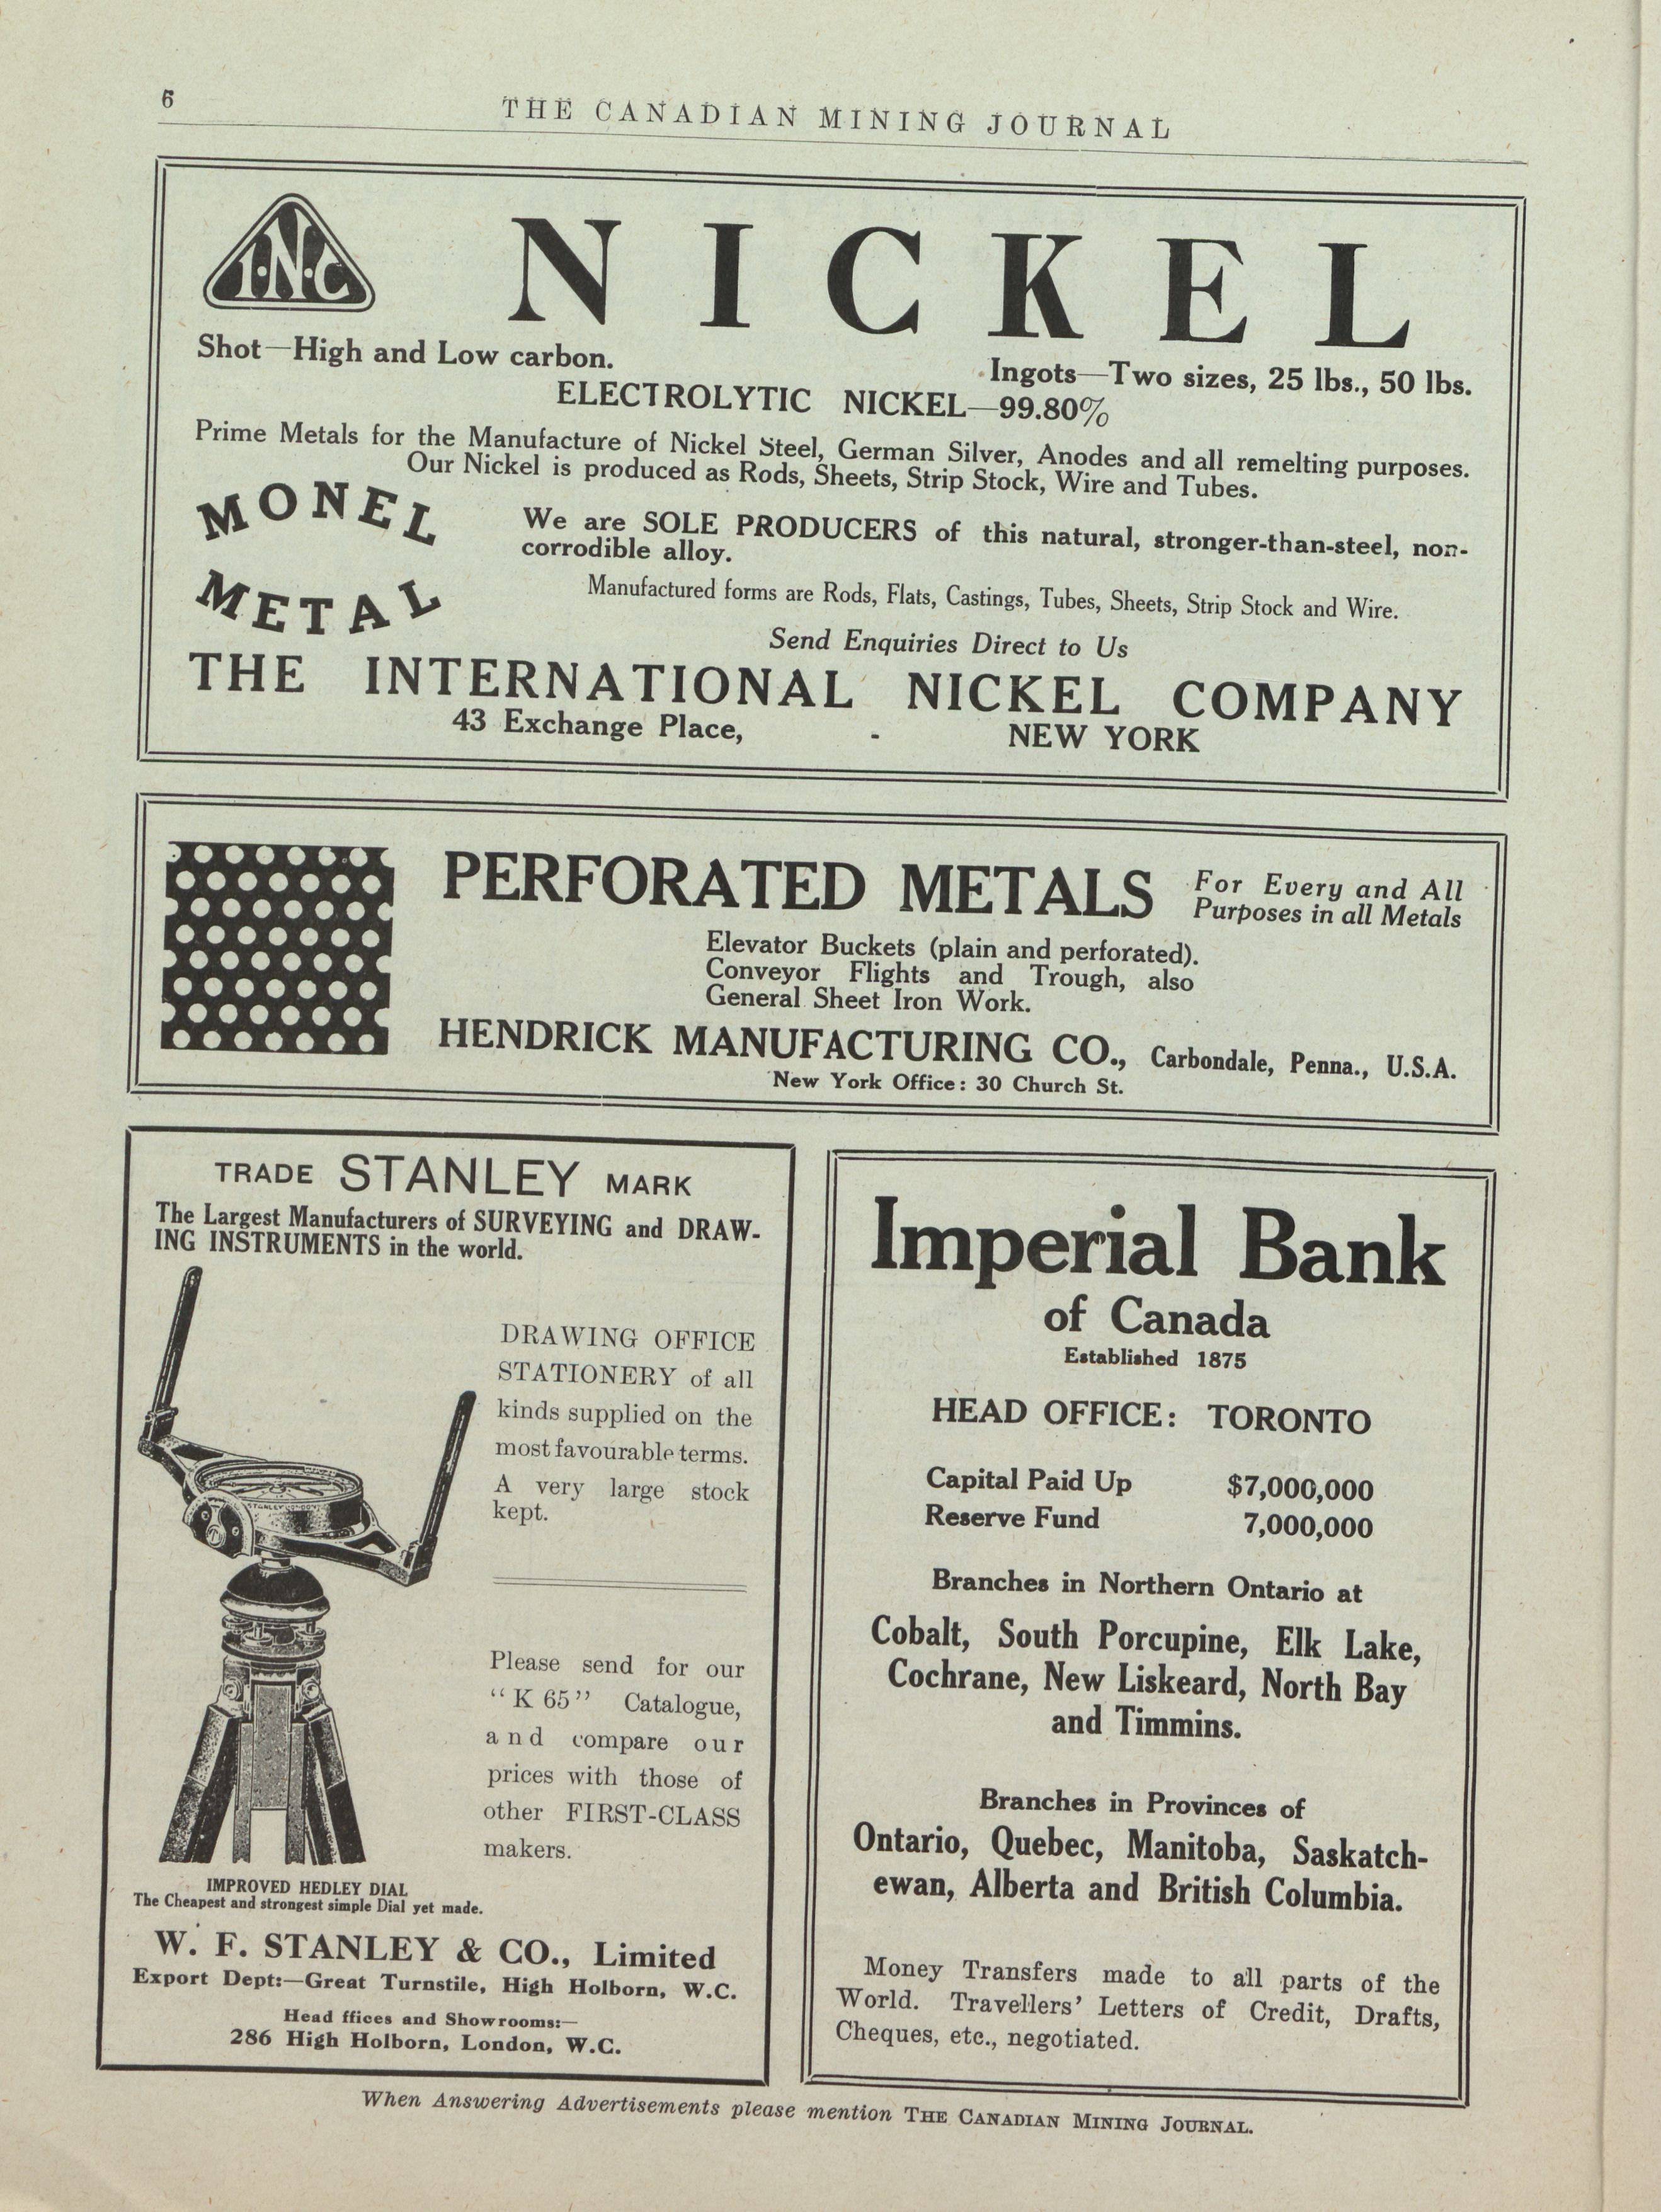 6
THE CANADIAN MINING JOURNAL
I·N·C
NICKEL
Shot—High and Low carbon.
Ingots—Two sizes, 25 lbs., 50 lbs.
ELECTROLYTIC NICKEL—99.80%
Prime Metals for the Manufacture of Nickel Steel, German Silver, Anodes and all remelting purposes.
Our Nickel is produced as Rods, Sheets, Strip Stock, Wire and Tubes.
MONEL
METAL
We are SOLE PRODUCERS of this natural, stronger-than-steel, non-
corrodible alloy.
Manufactured forms are Rods, Flats, Castings, Tubes, Sheets, Strip Stock and Wire.
Send Enquiries Direct to Us
THE INTERNATIONAL NICKEL COMPANY
43 Exchange Place, - NEW YORK
PERFORATED METALS
For Every and All
Purposes in all Metals
Elevator Buckets (plain and perforated).
Conveyor Flights and Trough, also
General Sheet Iron Work.
HENDRICK MANUFACTURING CO., Carbondale, Penna., U.S.A.
New York Office: 30 Church St.
TRADE STANLEY MARK
The Largest Manufacturers of SURVEYING and DRAW-
ING INSTRUMENTS in the world.
DRAWING OFFICE
STATIONERY of all
kinds supplied on the
most favourable terms.
A very large stock
kept.
STANLEY LONDON
Please send for our
"K 65" Catalogue,
and compare our
prices with those of
other FIRST-CLASS
makers.
IMPROVED HEDLEY DIAL
The Cheapest and strongest simple Dial yet made.
W. F. STANLEY & CO., Limited
Export Dept:—Great Turnstile, High Holborn, W.C.
Head ffices and Showrooms:—
286 High Holborn, London, W.C.
Imperial Bank
of Canada
Established 1875
HEAD OFFICE: TORONTO
Capital Paid Up $7,000,000
Reserve Fund 7,000,000
Branches in Northern Ontario at
Cobalt, South Porcupine, Elk Lake,
Cochrane, New Liskeard, North Bay
and Timmins.
Branches in Provinces of
Ontario, Quebec, Manitoba, Saskatch-
ewan, Alberta and British Columbia.
Money Transfers made to all parts of the
World. Travellers' Letters of Credit, Drafts,
Cheques, etc., negotiated.
When Answering Advertisements please mention THE CANADIAN MINING JOURNAL.